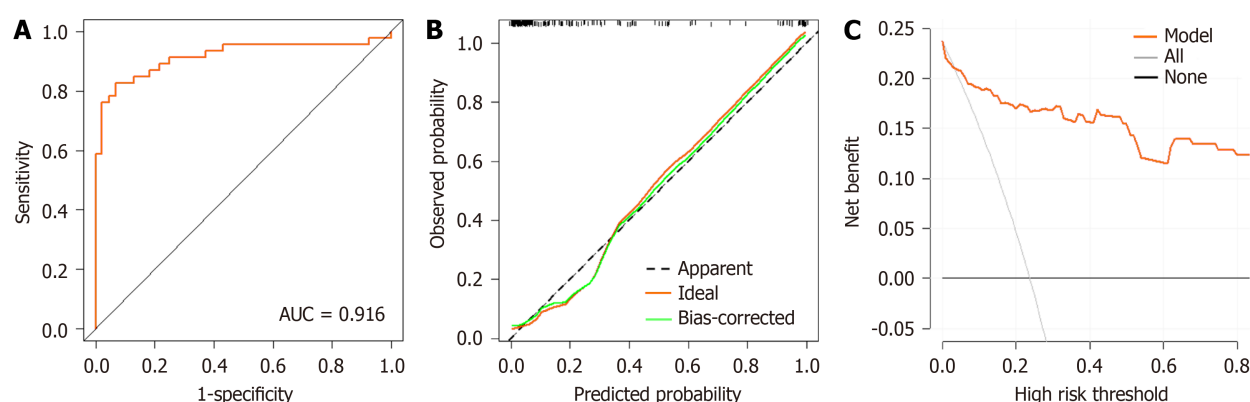 A
1.0
0.8
0.6
0.4
0.2
0.0
Sensitivity
AUC = 0.916
0.0 0.2 0.4 0.6 0.8 1.0
1-specificity
B
1.0
0.8
0.6
0.4
0.2
0.0
Observed probability
Apparent
Ideal
Bias-corrected
0.0 0.2 0.4 0.6 0.8 1.0
Predicted probability
C
0.25
0.20
0.15
0.10
0.05
0.00
-0.05
Net benefit
Model
All
None
0.0 0.2 0.4 0.6 0.8
High risk threshold